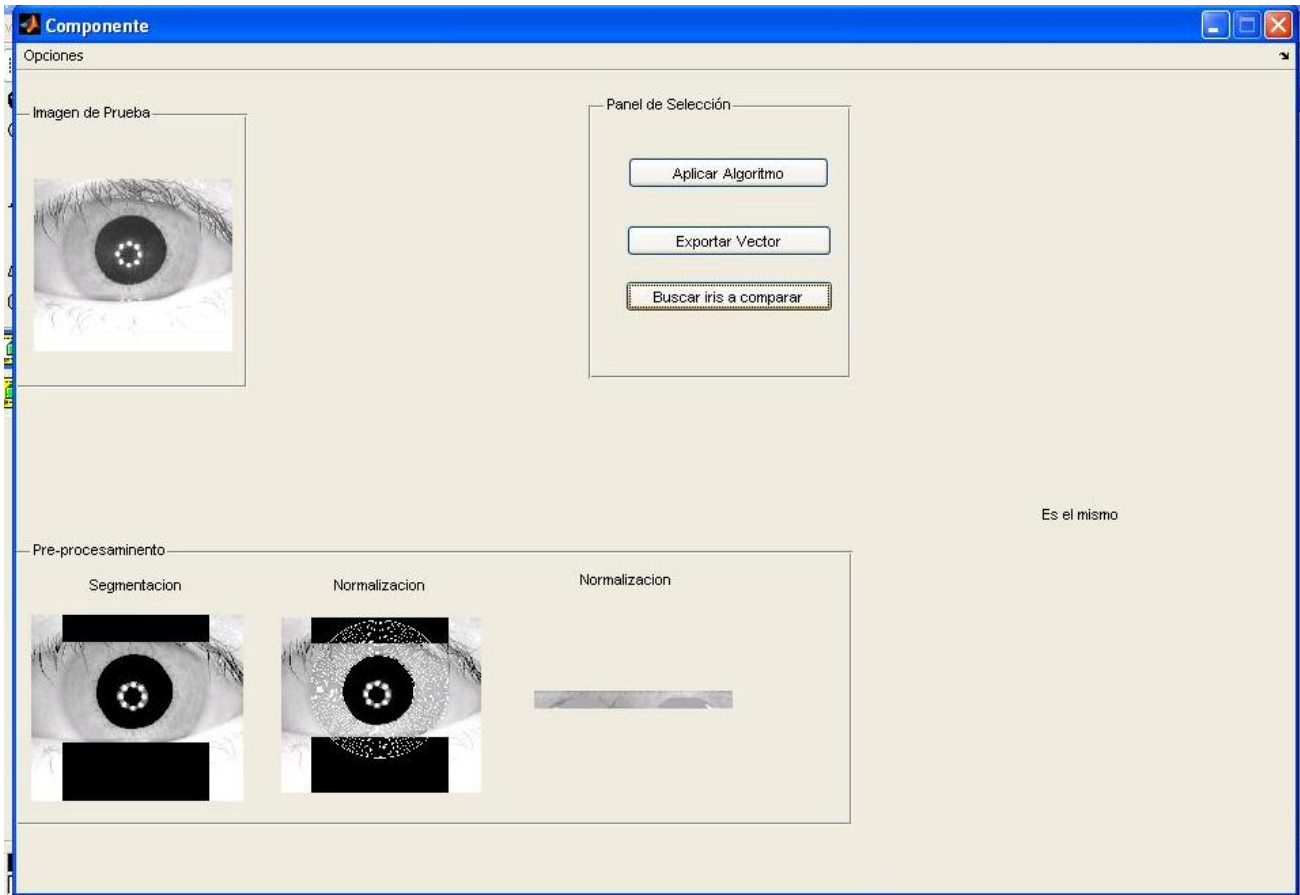 Componente
Opciones
Imagen de Prueba
Panel de Selección
Aplicar Algoritmo
Exportar Vector
Buscar iris a comparar
Es el mismo
Pre-procesaminento
Segmentacion
Normalizacion
Normalizacion